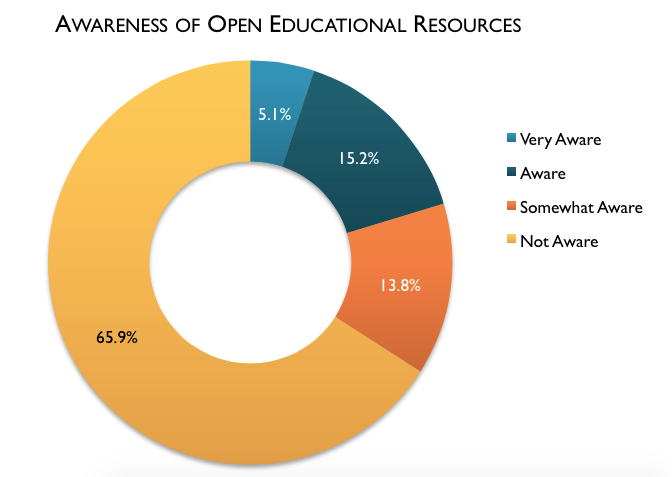 Awareness of Open Educational Resources
5.1%
15.2%
13.8%
65.9%
Very Aware
Aware
Somewhat Aware
Not Aware